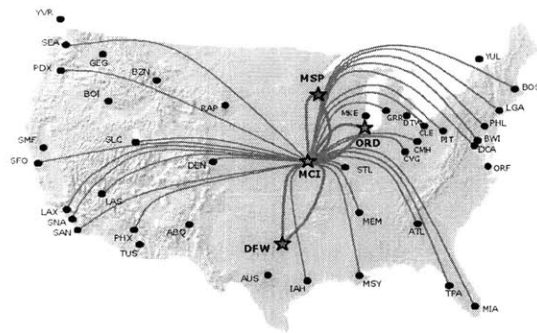 YVR
SEA
GEG
YUL
PDX
BZN
MSP
BOS
BOI
RAP
MKE
GRR
DTW
LGA
CLE
PIT
PHL
ORD
BWI
DCA
SMF
SLC
CMH
CVG
SFO
DEN
MCI
STL
ORF
LAX
LAS
SNA
MEM
SAN
PHX
ABQ
ATL
TUS
DFW
AUS
IAH
MSY
TPA
MIA